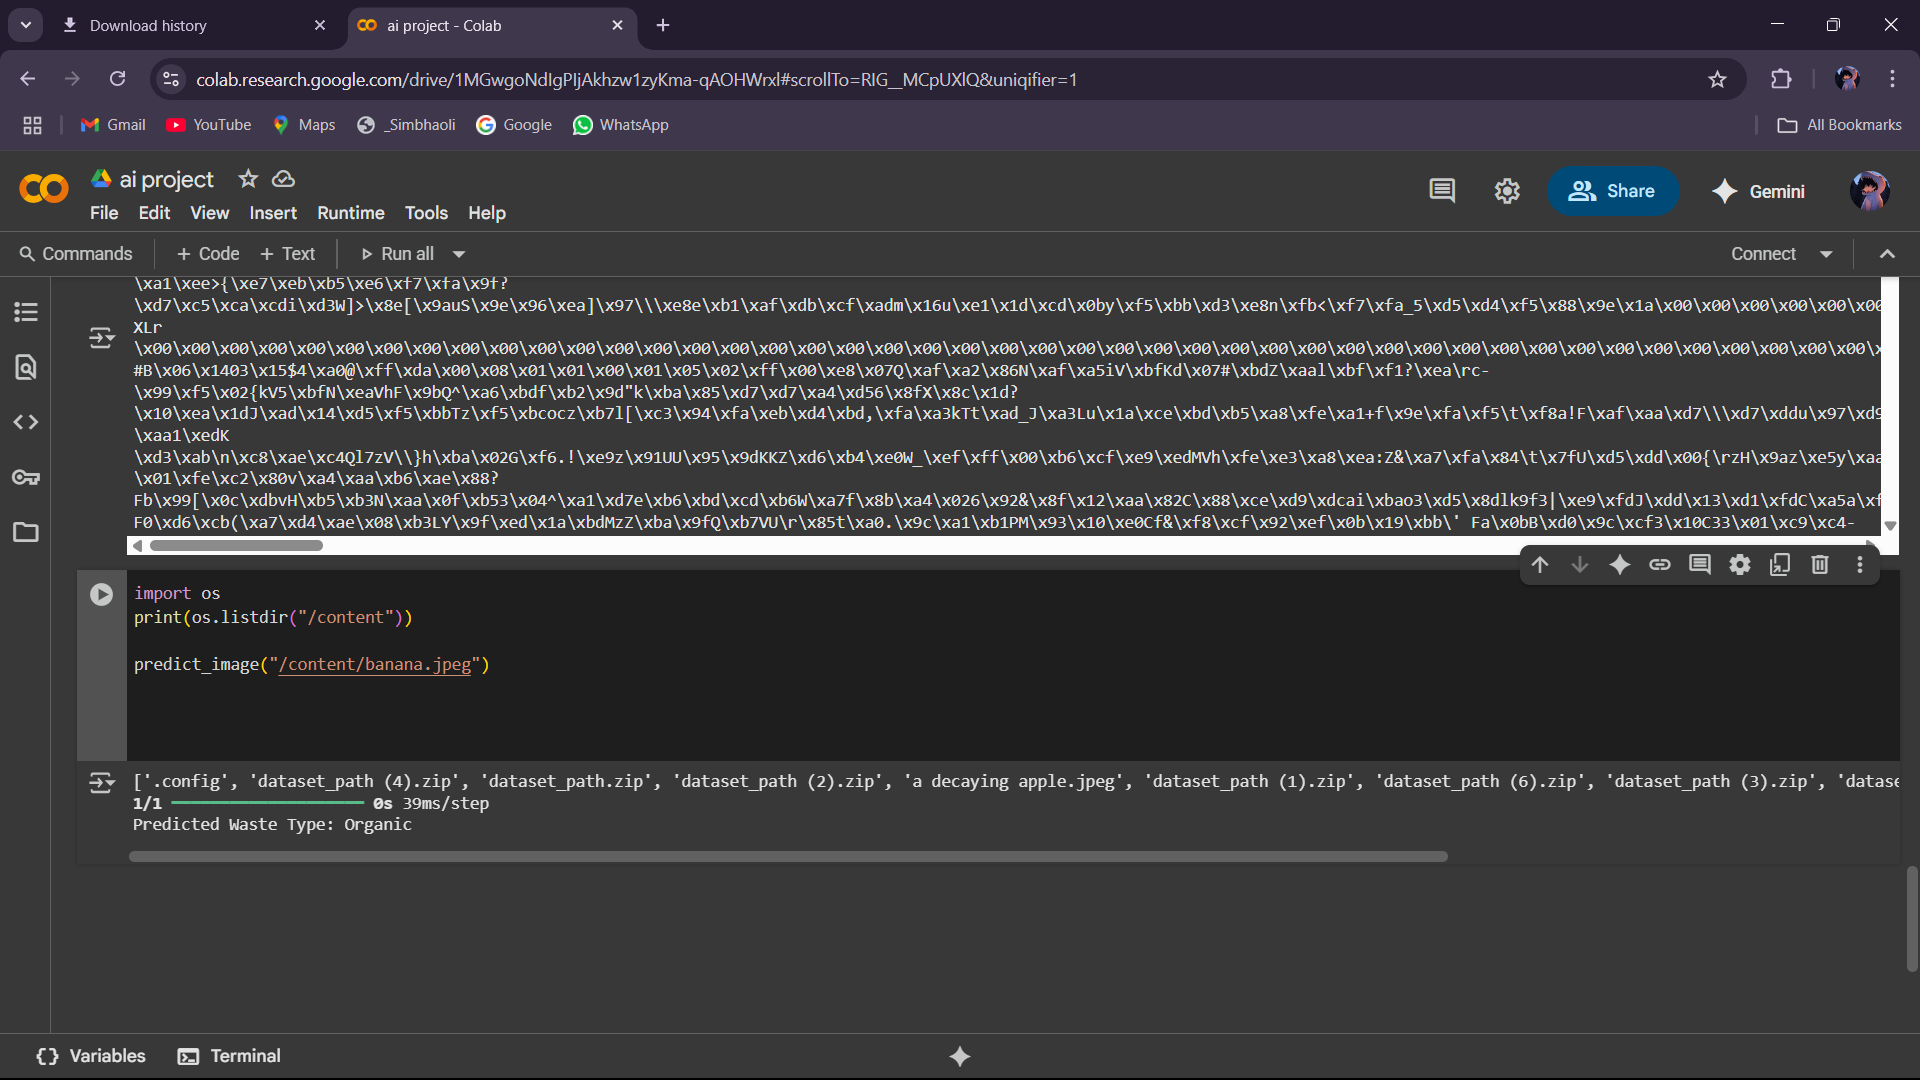 Download history
ai project - Colab
colab.research.google.com/drive/1MGwgoNdIgPIjAkhzw1zyKma-qAOHWrxl#scrollTo=RIG__MCpUXlQ&uniqifier=1
Gmail
YouTube
Maps
_Simbhaoli
Google
WhatsApp
All Bookmarks
ai project
File Edit View Insert Runtime Tools Help
Share
Gemini
Commands
+ Code + Text
Run all
Connect
\xa1\xee>{\xe7\xeb\xb5\xe6\xf7\xfa\x9f?
\xd7\xc5\xca\xcdi\xd3W]>\x8e[\x9auS\x9e\x96\xea]\x97\\\xe8e\xb1\xaf\xdb\xcf\xadm\x16u\xe1\x1d\xcd\x0by\xf5\xbb\xd3\xe8n\xfb<\xf7\xfa_5\xd5\xd4\xf5\x88\x9e\x1a\x00\x00\x00\x00\x00\x00
XLr
\x00\x00\x00\x00\x00\x00\x00\x00\x00\x00\x00\x00\x00\x00\x00\x00\x00\x00\x00\x00\x00\x00\x00\x00\x00\x00\x00\x00\x00\x00\x00\x00\x00\x00\x00\x00\x00\x00\x00\x00\x00\x00\x00\x00\x00\x
#B\x06\x1403\x15$4\xa0@\xff\xda\x00\x08\x01\x01\x00\x01\x05\x02\xff\x00\xe8\x07Q\xaf\xa2\x86N\xaf\xa5iV\xbfKd\x07#\xbdZ\xaal\xbf\xf1?\xea\rc-
\x99\xf5\x02{kV5\xbfN\xeaVhF\x9bQ^\xa6\xbdf\xb2\x9d"k\xba\x85\xd7\xd7\xa4\xd56\x8fX\x8c\x1d?
\x10\xea\x1dJ\xad\x14\xd5\xf5\xbbTz\xf5\xbcocz\xb7l[\xc3\x94\xfa\xeb\xd4\xbd,\xfa\xa3kTt\xad_J\xa3Lu\x1a\xce\xbd\xb5\xa8\xfe\xa1+f\x9e\xfa\xf5\t\xf8a!F\xaf\xaa\xd7\\\xd7\xddu\x97\xd9
\xaa1\xedK
\xd3\xab\n\xc8\xae\xc4Ql7zV\\}h\xba\x02G\xf6.!\xe9z\x91UU\x95\x9dKKZ\xd6\xb4\xe0W_\xef\xff\x00\xb6\xcf\xe9\xedMVh\xfe\xe3\xa8\xea:Z&\xa7\xfa\x84\t\x7fU\xd5\xdd\x00{\rzH\x9az\xe5y\xaa
\x01\xfe\xc2\x80v\xa4\xaa\xb6\xae\x88?
Fb\x99[\x0c\xdbvH\xb5\xb3N\xaa\x0f\xb53\x04^\xa1\xd7e\xb6\xbd\xcd\xb6W\xa7f\x8b\xa4\x026\x92&\x8f\x12\xaa\x82C\x88\xce\xd9\xdcai\xbao3\xd5\x8dlk9f3|\xe9\xfdJ\xdd\x13\xd1\xfdC\xa5a\xf
F0\xd6\xcb(\xa7\xd4\xae\x08\xb3LY\x9f\xed\x1a\xbdMzZ\xba\x9fQ\xb7VU\r\x85t\xa0.\x9c\xa1\xb1PM\x93\x10\xe0Cf&\xf8\xcf\x92\xef\x0b\x19\xbb\' Fa\x0bB\xd0\x9c\xcf3\x10C33\x01\xc9\xc4-
import os
print(os.listdir("/content"))
predict_image("/content/banana.jpeg")
['.config', 'dataset_path (4).zip', 'dataset_path.zip', 'dataset_path (2).zip', 'a decaying apple.jpeg', 'dataset_path (1).zip', 'dataset_path (6).zip', 'dataset_path (3).zip', 'datase
1/1 0s 39ms/step
Predicted Waste Type: Organic
Variables
Terminal